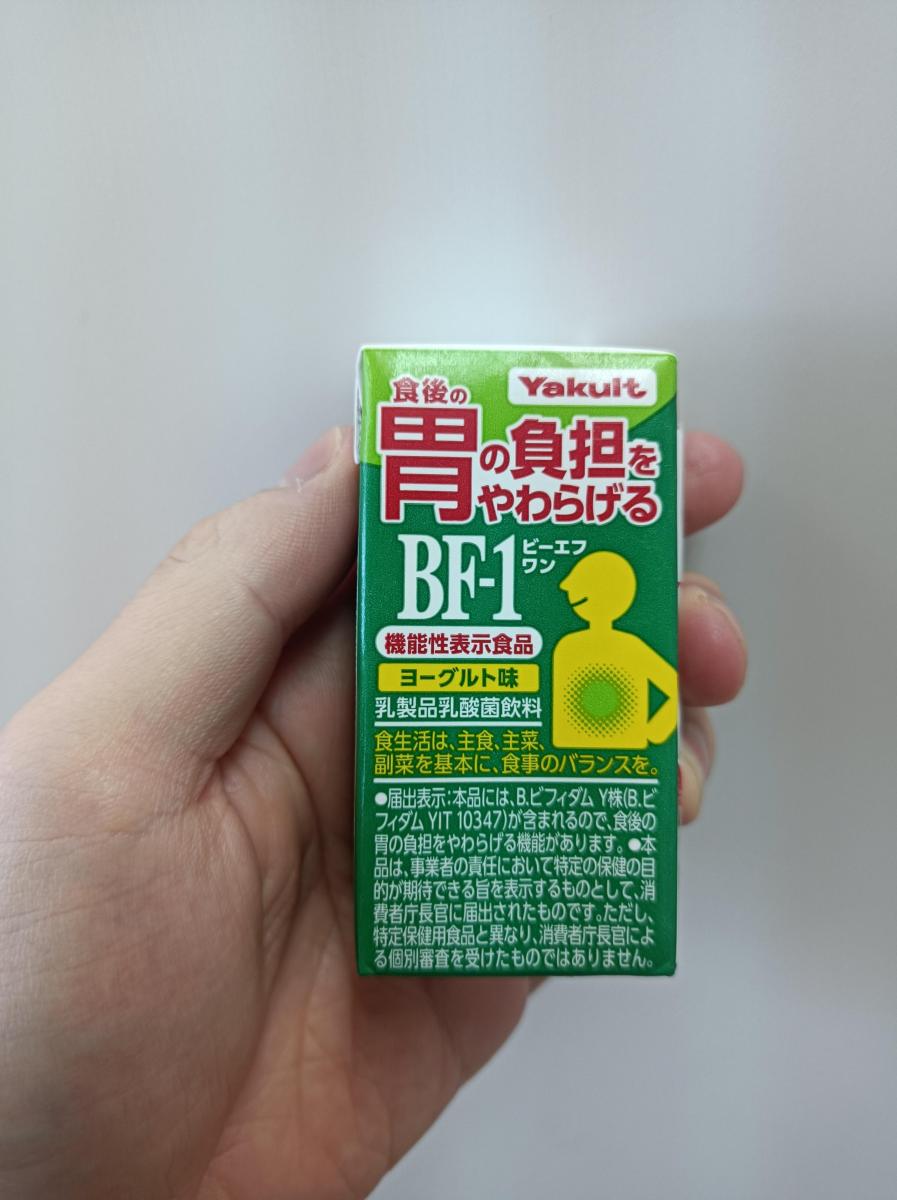 Yakult
食後の
胃の負担を
やわらげる
BF-1
ビーエフ
ワン
機能性表示食品
ヨーグルト味
乳製品乳酸菌飲料
食生活は、主食、主菜、
副菜を基本に、食事のバランスを。
●届出表示:本品には、B.ビフィダム Y株(B.ビ
フィダム YIT 10347)が含まれるので、食後の
胃の負担をやわらげる機能があります。●本
品は、事業者の責任において特定の保健の目
的が期待できる旨を表示するものとして、消
費者庁長官に届出されたものです。ただし、
特定保健用食品と異なり、消費者庁長官によ
る個別審査を受けたものではありません。